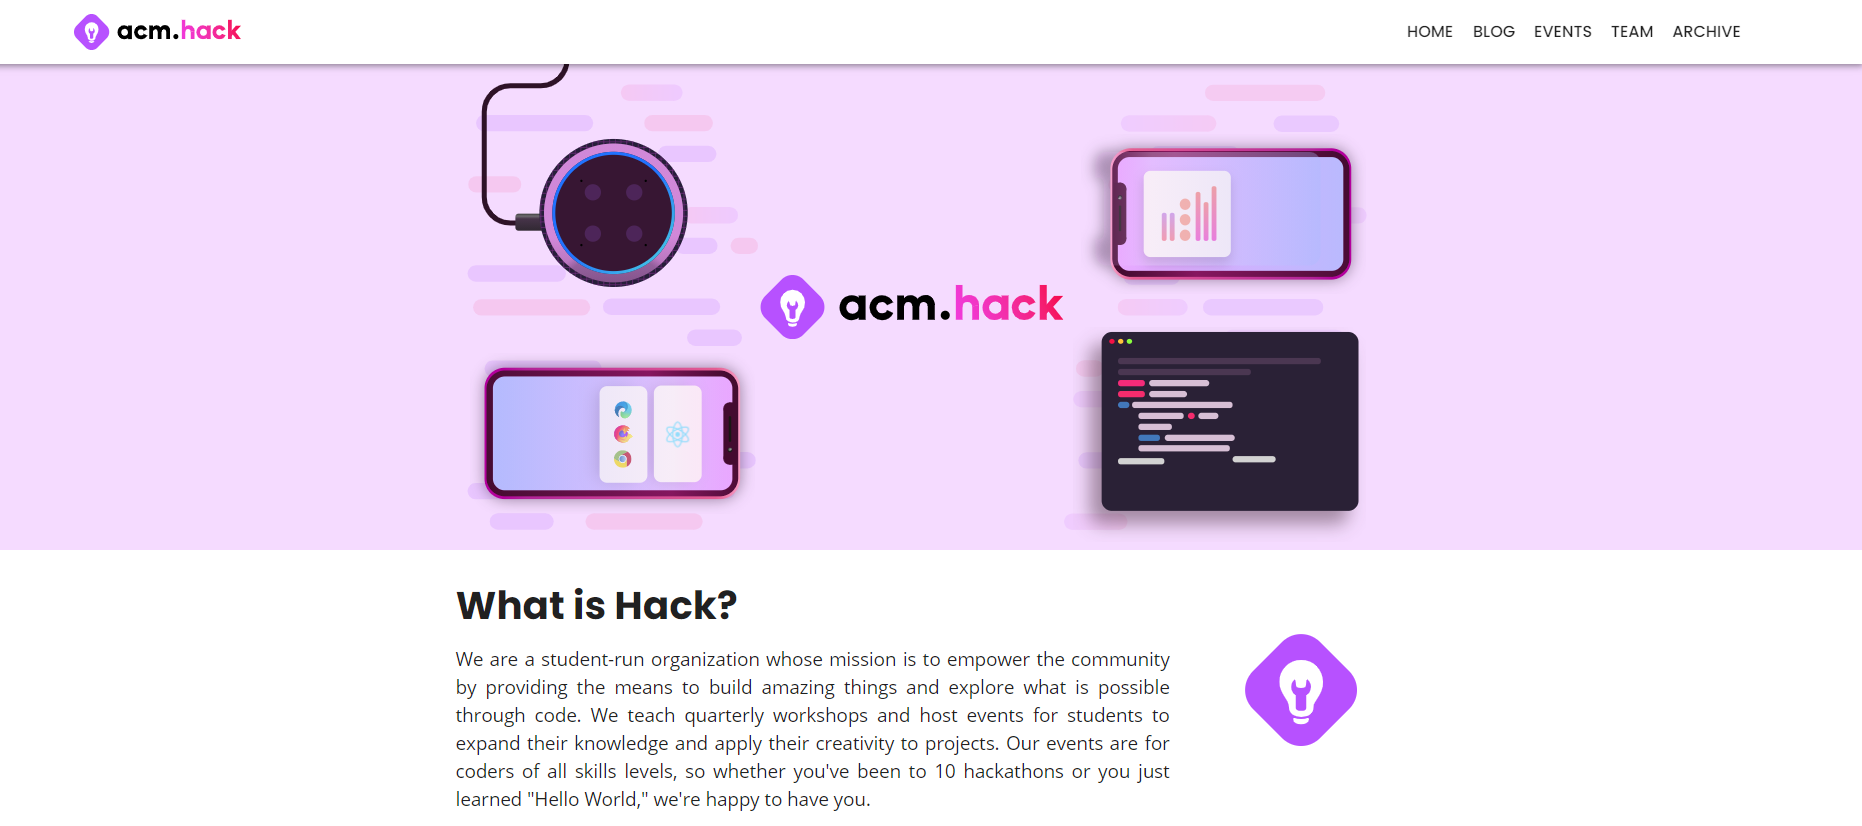 acm.hack
HOME BLOG EVENTS TEAM ARCHIVE
acm.hack
What is Hack?
We are a student-run organization whose mission is to empower the community
by providing the means to build amazing things and explore what is possible
through code. We teach quarterly workshops and host events for students to
expand their knowledge and apply their creativity to projects. Our events are for
coders of all skills levels, so whether you've been to 10 hackathons or you just
learned "Hello World," we're happy to have you.